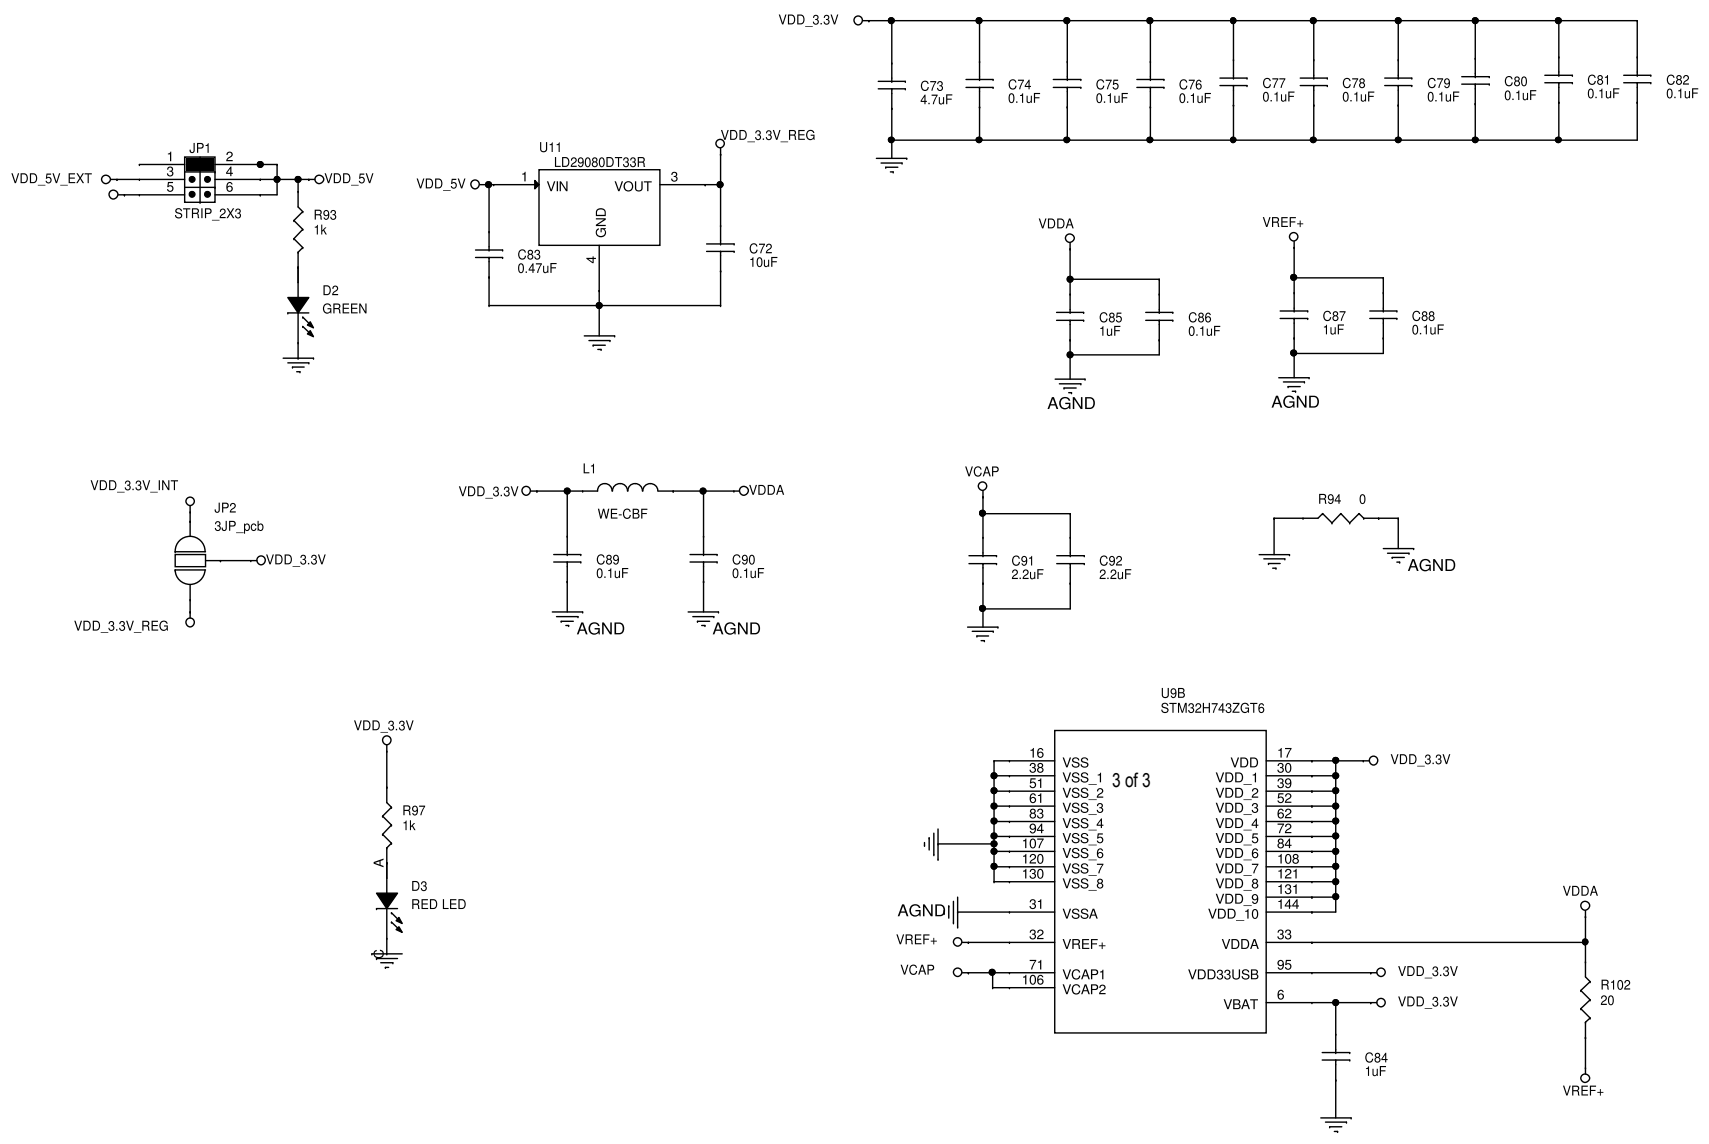 VDD_3.3V
C73
4.7uF
C74
0.1uF
C75
0.1uF
C76
0.1uF
C77
0.1uF
C78
0.1uF
C79
0.1uF
C80
0.1uF
C81
0.1uF
C82
0.1uF
JP1
1
2
VDD_5V_EXT
3
4
VDD_5V
5
6
STRIP_2X3
R93
1k
D2
GREEN
U11
LD29080DT33R
VDD_5V
1
VIN
VOUT
3
VDD_3.3V_REG
GND
4
C83
0.47uF
C72
10uF
VDDA
C85
1uF
C86
0.1uF
AGND
VREF+
C87
1uF
C88
0.1uF
AGND
VDD_3.3V_INT
JP2
3JP_pcb
VDD_3.3V
VDD_3.3V_REG
L1
VDD_3.3V
VDDA
WE-CBF
C89
0.1uF
C90
0.1uF
AGND
AGND
VCAP
C91
2.2uF
C92
2.2uF
R94 0
AGND
VDD_3.3V
R97
1k
A
D3
RED LED
C
U9B
STM32H743ZGT6
3 of 3
16 VSS
38 VSS_1
51 VSS_2
61 VSS_3
83 VSS_4
94 VSS_5
107 VSS_6
120 VSS_7
130 VSS_8
AGND 31 VSSA
VREF+ 32 VREF+
VCAP 71 VCAP1
106 VCAP2
VDD 17 VDD_3.3V
VDD_1 30
VDD_2 39
VDD_3 52
VDD_4 62
VDD_5 72
VDD_6 84
VDD_7 108
VDD_8 121
VDD_9 131
VDD_10 144
VDDA 33
VDD33USB 95 VDD_3.3V
VBAT 6 VDD_3.3V
C84
1uF
VDDA
R102
20
VREF+